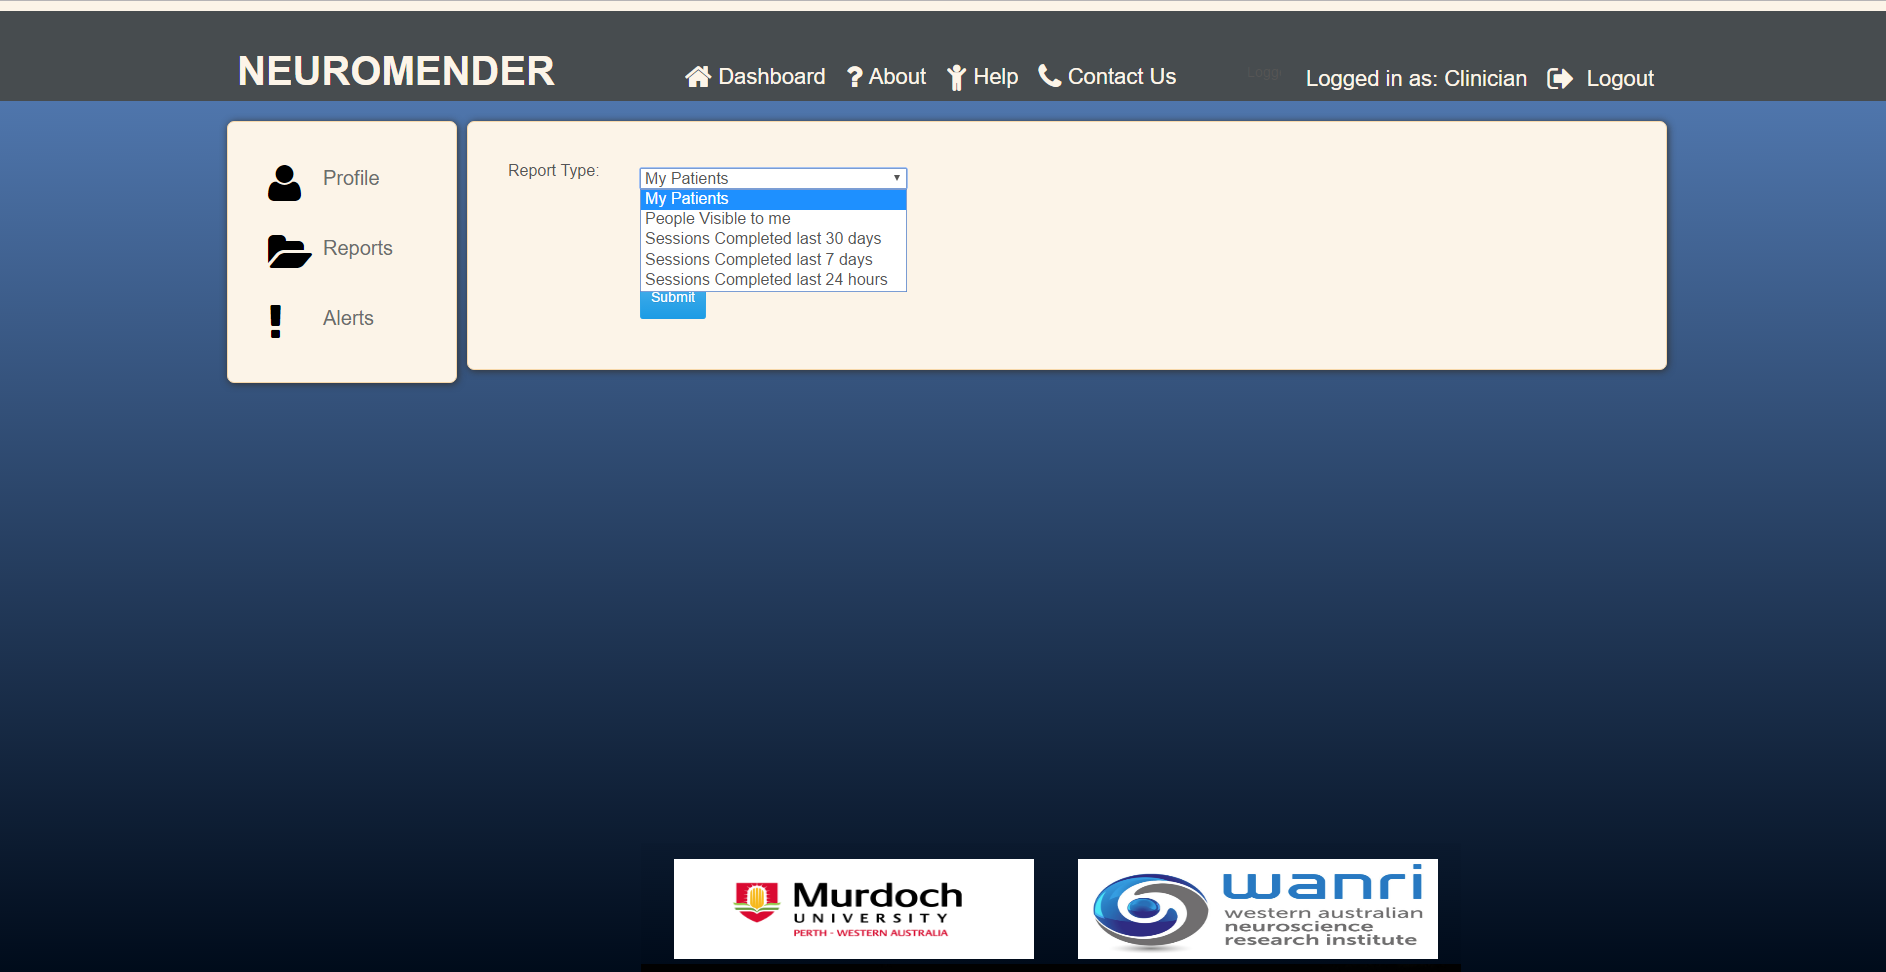 NEUROMENDER
Dashboard
? About
Help
Contact Us
Logg
Logged in as: Clinician
Logout
Profile
Reports
Alerts
Report Type:
My Patients
My Patients
People Visible to me
Sessions Completed last 30 days
Sessions Completed last 7 days
Sessions Completed last 24 hours
Submit
Murdoch
UNIVERSITY
PERTH - WESTERN AUSTRALIA
wanri
western australian
neuroscience
research institute